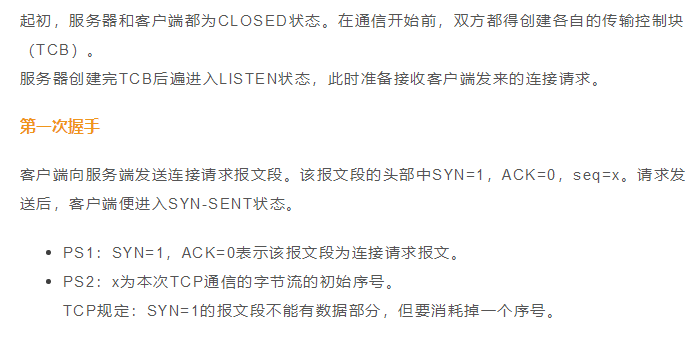 起初，服务器和客户端都为CLOSED状态。在通信开始前，双方都得创建各自的传输控制块
（TCB）。
服务器创建完TCB后遍进入LISTEN状态，此时准备接收客户端发来的连接请求。
第一次握手
客户端向服务端发送连接请求报文段。该报文段的头部中SYN=1，ACK=0，seq=x。请求发
送后，客户端便进入SYN-SENT状态。
PS1：SYN=1，ACK=0表示该报文段为连接请求报文。
PS2：x为本次TCP通信的字节流的初始序号。
TCP规定：SYN=1的报文段不能有数据部分，但要消耗掉一个序号。